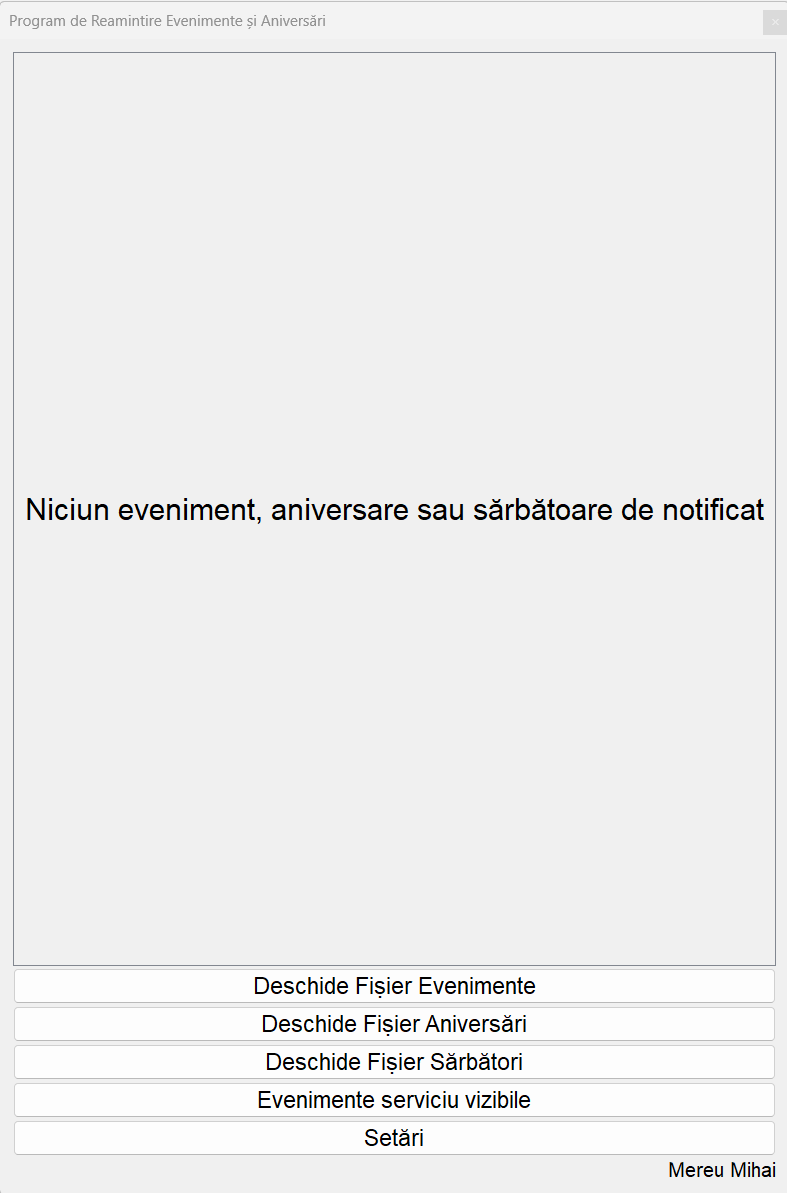 Program de Reamintire Evenimente și Aniversări
Niciun eveniment, aniversare sau sărbătoare de notificat
Deschide Fișier Evenimente
Deschide Fișier Aniversări
Deschide Fișier Sărbători
Evenimente serviciu vizibile
Setări
Mereu Mihai